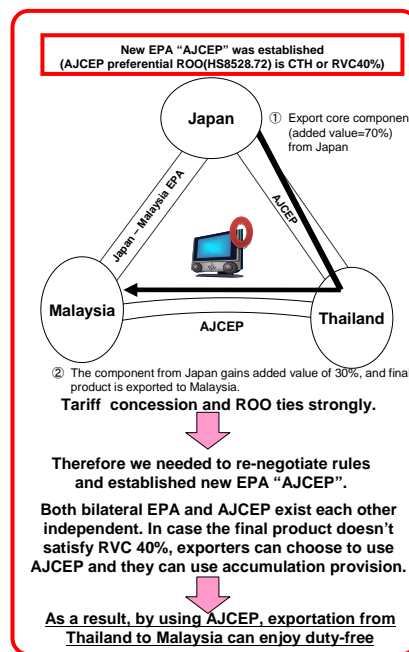 New EPA “AJCEP” was established
(AJCEP preferential ROO(HS8528.72) is CTH or RVC40%)
Japan
① Export core component
(added value=70%)
from Japan
Japan – Malaysia EPA
AJCEP
Malaysia
AJCEP
Thailand
② The component from Japan gains added value of 30%, and final
product is exported to Malaysia.
Tariff concession and ROO ties strongly.
Therefore we needed to re-negotiate rules
and established new EPA “AJCEP”.
Both bilateral EPA and AJCEP exist each other
independent. In case the final product doesn’t
satisfy RVC 40%, exporters can choose to use
AJCEP and they can use accumulation provision.
As a result, by using AJCEP, exportation from
Thailand to Malaysia can enjoy duty-free